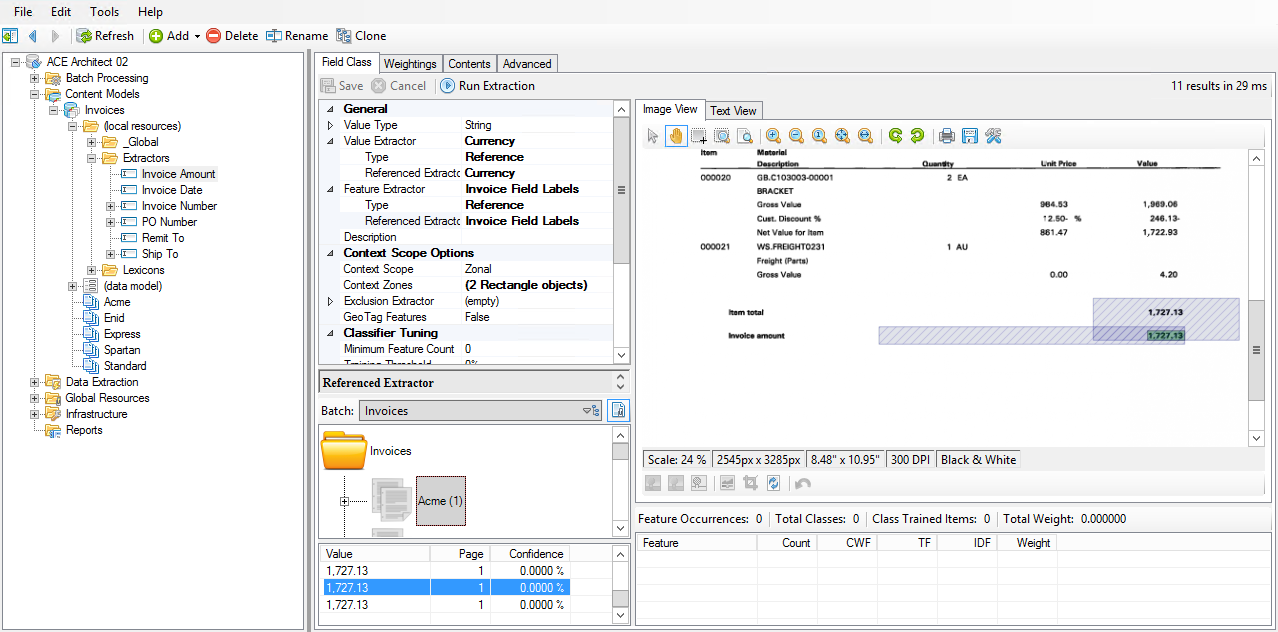 File Edit Tools Help
Refresh Add Delete Rename Clone
ACE Architect 02
Batch Processing
Content Models
Invoices
(local resources)
_Global
Extractors
Invoice Amount
Invoice Date
Invoice Number
PO Number
Remit To
Ship To
Lexicons
(data model)
Acme
Enid
Express
Spartan
Standard
Data Extraction
Global Resources
Infrastructure
Reports
Field Class Weightings Contents Advanced
Save Cancel Run Extraction 11 results in 29 ms
General
Value Type String
Value Extractor Currency
Type Reference
Referenced Extractc Currency
Feature Extractor Invoice Field Labels
Type Reference
Referenced Extractc Invoice Field Labels
Description
Context Scope Options
Context Scope Zonal
Context Zones (2 Rectangle objects)
Exclusion Extractor (empty)
GeoTag Features False
Classifier Tuning
Minimum Feature Count 0
Training Threshold 0%
Referenced Extractor
Batch: Invoices
Invoices
Acme (1)
Value Page Confidence
1,727.13 1 0.0000 %
1,727.13 1 0.0000 %
1,727.13 1 0.0000 %
Image View Text View
Item Material
Description Quantity Unit Price Value
000020 GB.C103003-00001 2 EA
BRACKET
Gross Value 984.53 1,969.06
Cust. Discount % 12.50- % 246.13-
Net Value for Item 861.47 1,722.93
000021 WS.FREIGHT0231 1 AU
Freight (Parts)
Gross Value 0.00 4.20
Item total 1,727.13
Invoice amount 1,727.13
Scale: 24 % 2545px x 3285px 8.48" x 10.95" 300 DPI Black & White
Feature Occurrences: 0 Total Classes: 0 Class Trained Items: 0 Total Weight: 0.000000
Feature Count CWF TF IDF Weight